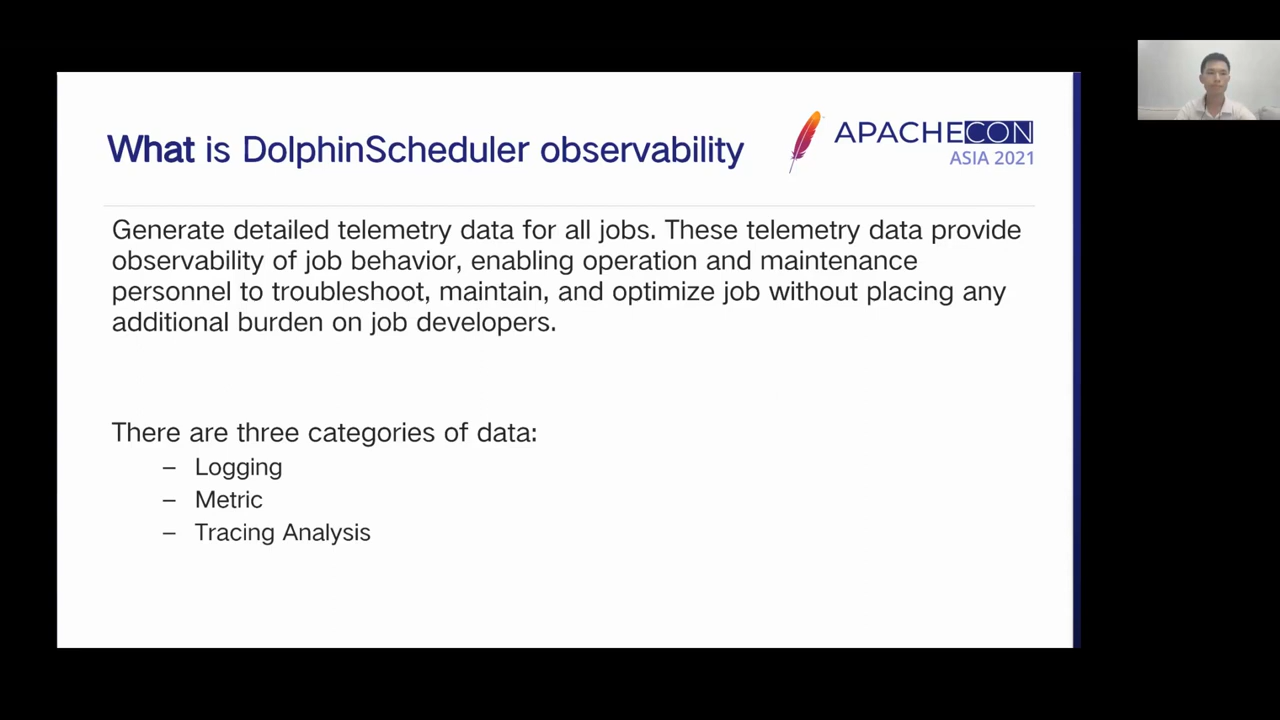 What is DolphinScheduler observability
APACHECON
ASIA 2021
Generate detailed telemetry data for all jobs. These telemetry data provide
observability of job behavior, enabling operation and maintenance
personnel to troubleshoot, maintain, and optimize job without placing any
additional burden on job developers.
There are three categories of data:
– Logging
– Metric
– Tracing Analysis